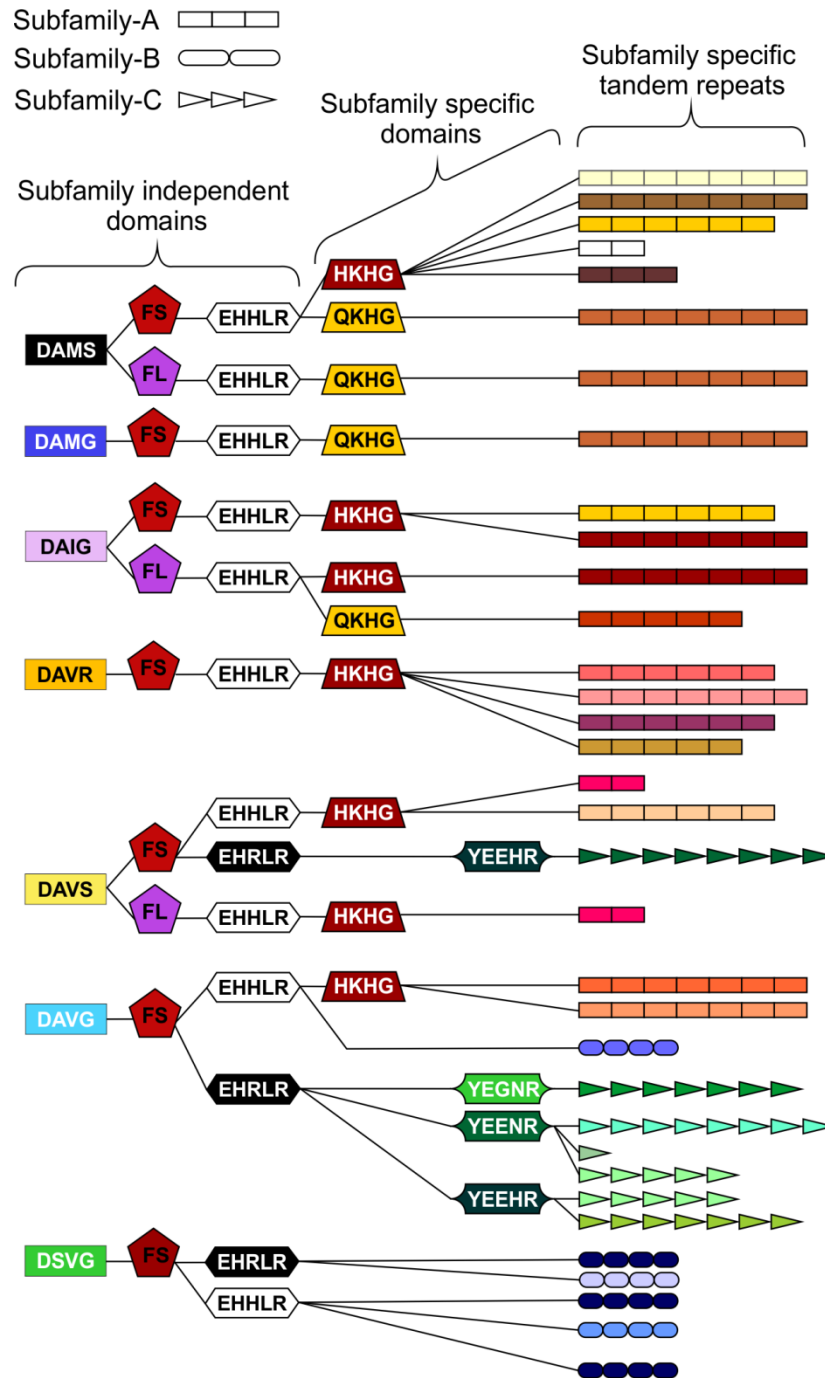 Subfamily-A
Subfamily-B
Subfamily-C
Subfamily specific
tandem repeats
Subfamily specific
domains
Subfamily independent
domains
HKHG
FS EHHLR QKHG
DAMS
FL EHHLR QKHG
DAMG FS EHHLR QKHG
FS EHHLR HKHG
DAIG
FL EHHLR HKHG
QKHG
DAVR FS EHHLR HKHG
EHHLR HKHG
FS EHRLR YEEHR
DAVS
FL EHHLR HKHG
EHHLR HKHG
DAVG FS
EHRLR YEGNR
YEENR
YEEHR
DSVG FS EHRLR
EHHLR